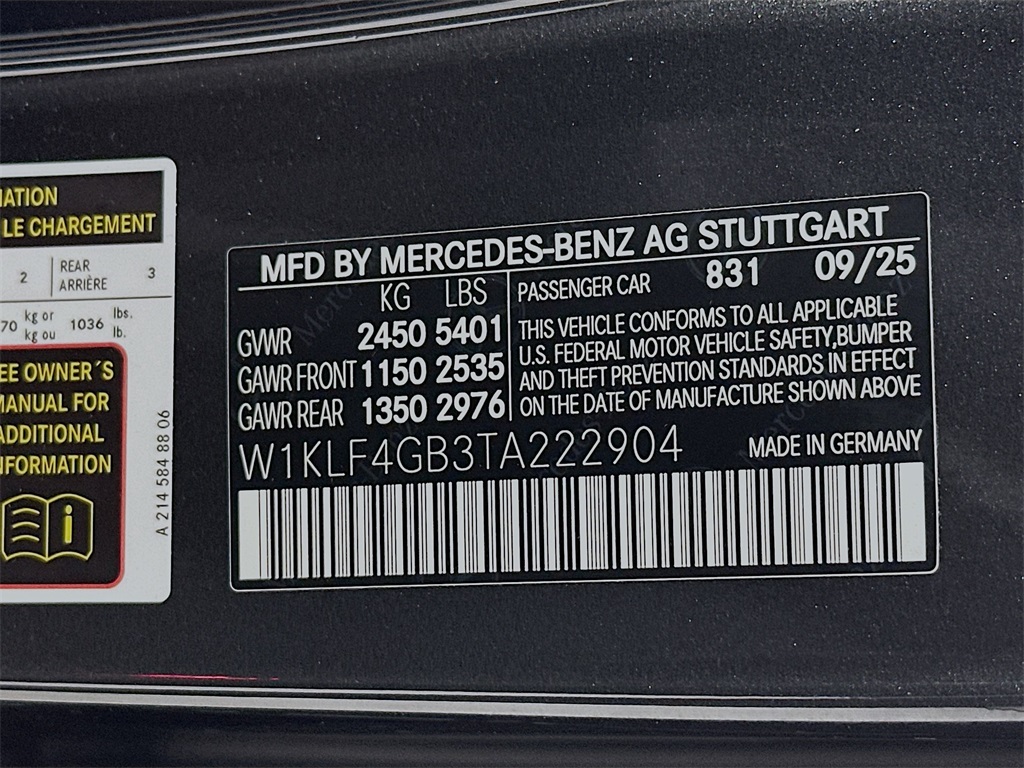 MATION
LE CHARGEMENT
2 REAR ARRIÈRE 3
70 kg or kg ou 1036 lbs. lb.
EE OWNER´S
MANUAL FOR
ADDITIONAL
NFORMATION
A 214 584 88 06
MFD BY MERCEDES-BENZ AG STUTTGART
KG LBS
GVWR 2450 5401
GAWR FRONT 1150 2535
GAWR REAR 1350 2976
PASSENGER CAR 831 09/25
THIS VEHICLE CONFORMS TO ALL APPLICABLE
U.S. FEDERAL MOTOR VEHICLE SAFETY,BUMPER
AND THEFT PREVENTION STANDARDS IN EFFECT
ON THE DATE OF MANUFACTURE SHOWN ABOVE
W1KLF4GB3TA222904 MADE IN GERMANY